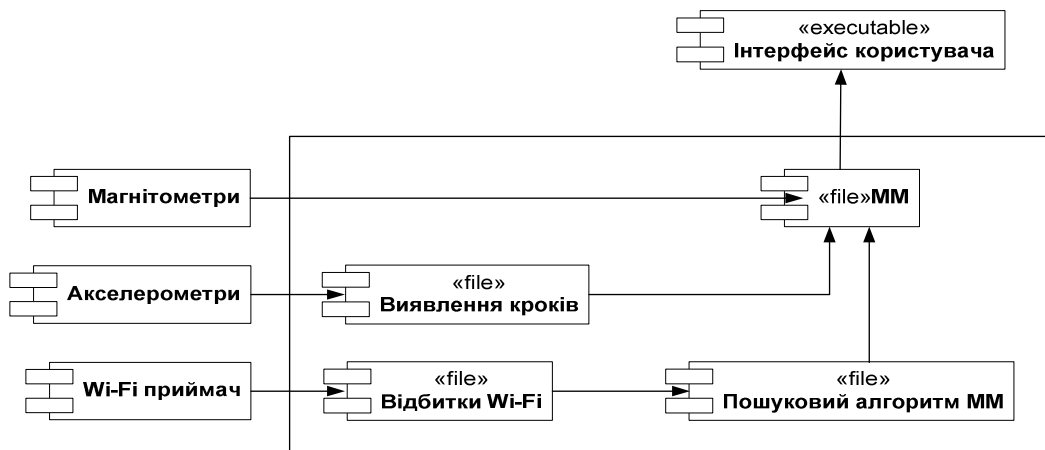 «executable»
Інтерфейс користувача
Магнітометри
«file»ММ
Акселерометри
«file»
Виявлення кроків
Wi-Fi приймач
«file»
Відбитки Wi-Fi
«file»
Пошуковий алгоритм ММ